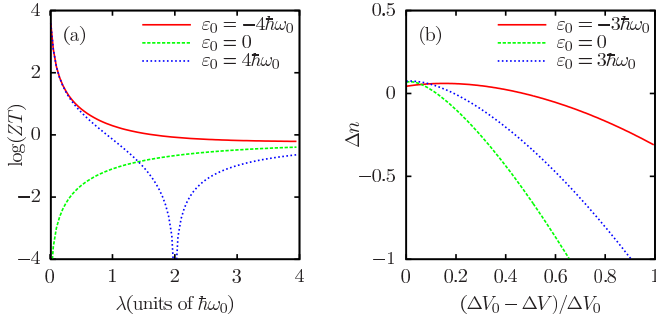 (a)
ε₀ = −4ħω₀
ε₀ = 0
ε₀ = 4ħω₀
log(ZT)
4
2
0
−2
−4
0
1
2
3
4
λ(units of ħω₀)
(b)
ε₀ = −3ħω₀
ε₀ = 0
ε₀ = 3ħω₀
Δn
0
−0.5
−1
0
0.2
0.4
0.6
0.8
1
(ΔV₀ − ΔV)/ΔV₀